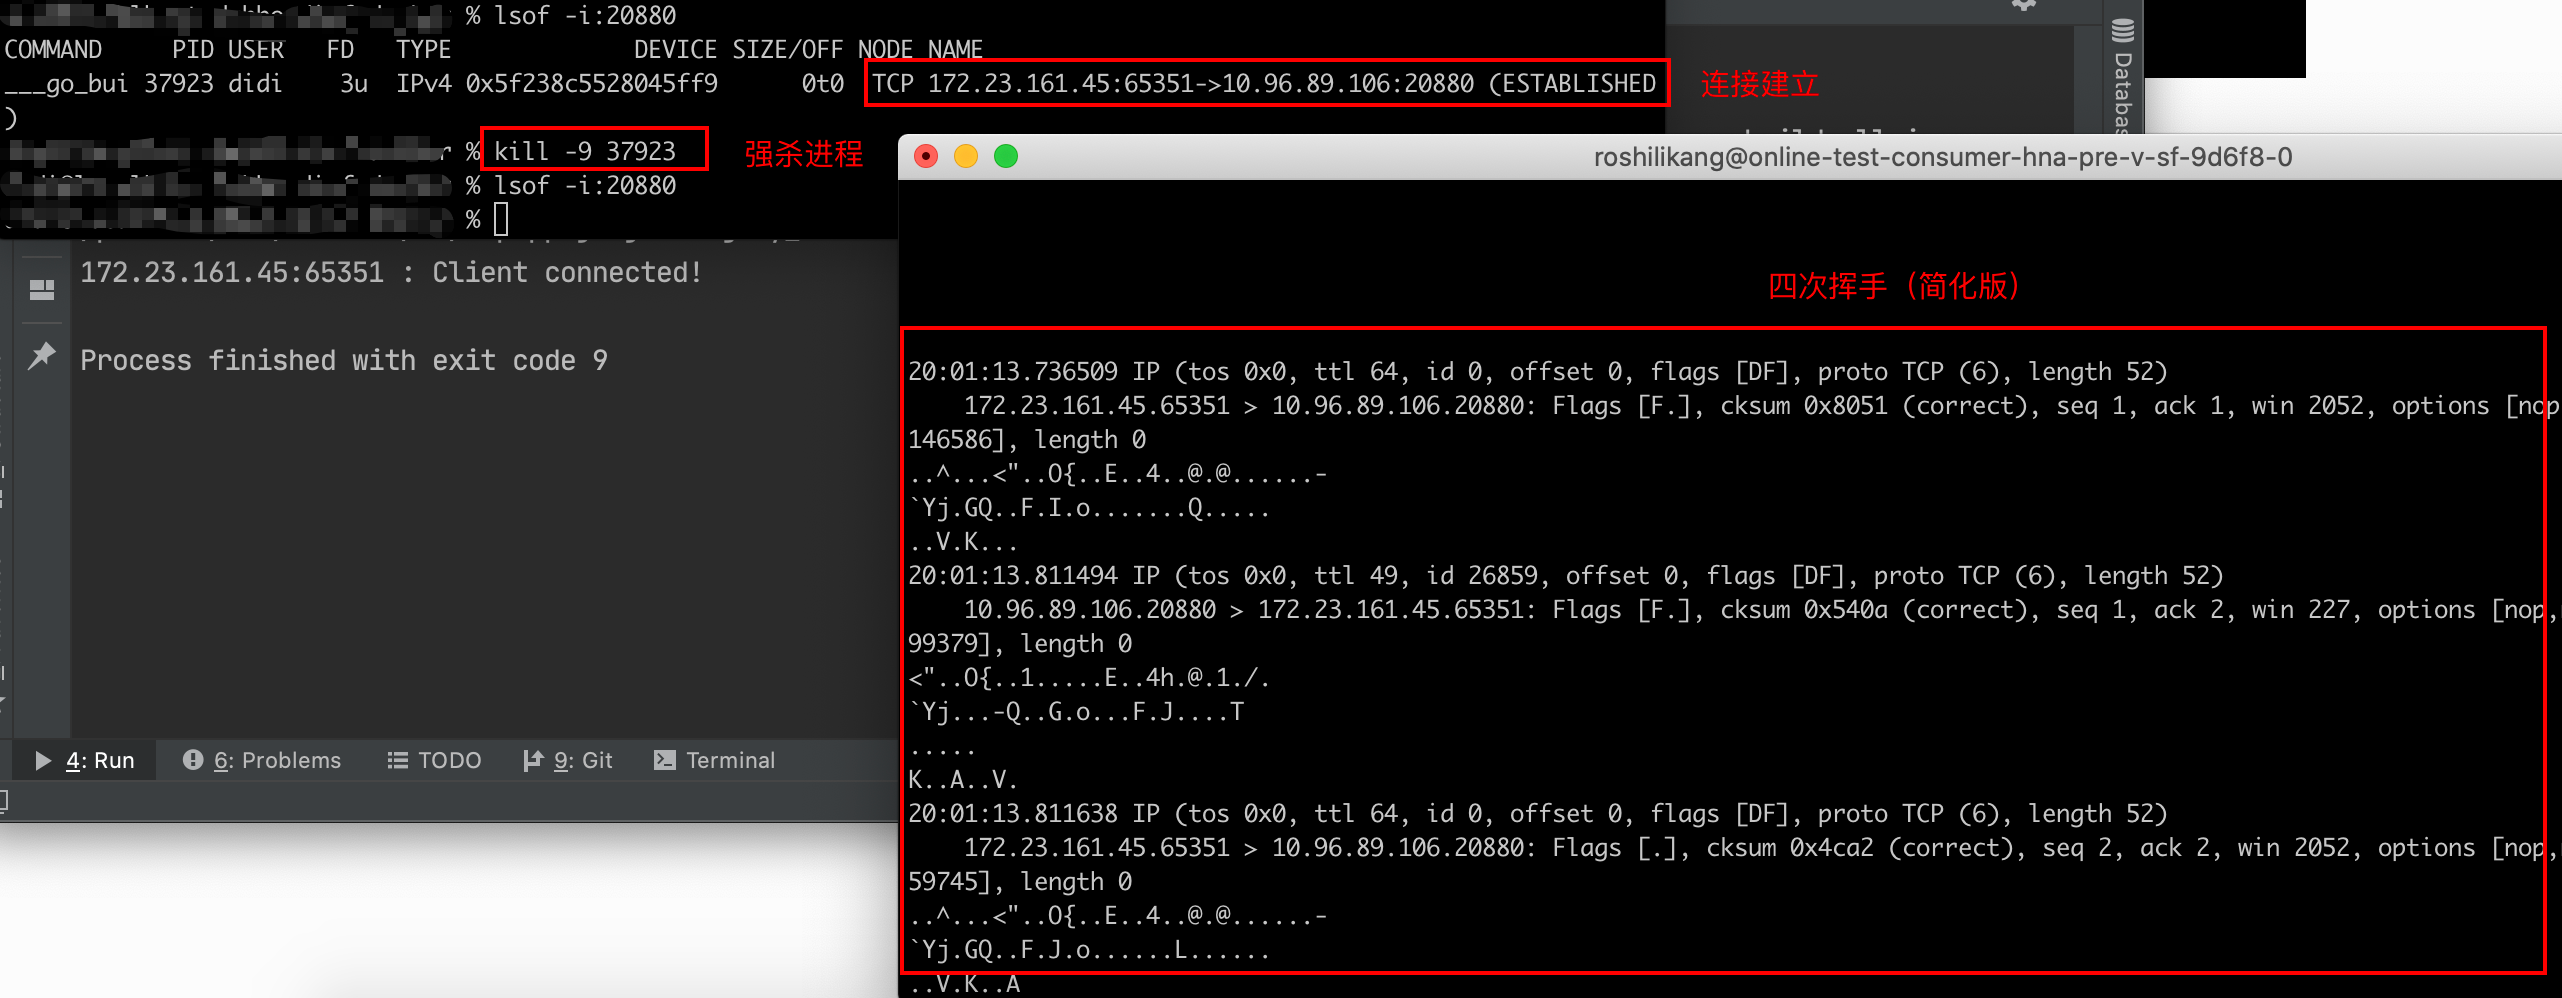 % lsof -i:20880
COMMAND PID USER FD TYPE DEVICE SIZE/OFF NODE NAME
___go_bui 37923 didi 3u IPv4 0x5f238c5528045ff9 0t0 TCP 172.23.161.45:65351->10.96.89.106:20880 (ESTABLISHED
)
连接建立
% kill -9 37923
强杀进程
% lsof -i:20880
%
Databas
172.23.161.45:65351 : Client connected!
Process finished with exit code 9
4: Run 6: Problems TODO 9: Git Terminal
roshilikang@online-test-consumer-hna-pre-v-sf-9d6f8-0
四次挥手（简化版）
20:01:13.736509 IP (tos 0x0, ttl 64, id 0, offset 0, flags [DF], proto TCP (6), length 52)
172.23.161.45.65351 > 10.96.89.106.20880: Flags [F.], cksum 0x8051 (correct), seq 1, ack 1, win 2052, options [nop
146586], length 0
..^...<"..O{..E..4..@.@......-
`Yj.GQ..F.I.o.......Q.....
..V.K...
20:01:13.811494 IP (tos 0x0, ttl 49, id 26859, offset 0, flags [DF], proto TCP (6), length 52)
10.96.89.106.20880 > 172.23.161.45.65351: Flags [F.], cksum 0x540a (correct), seq 1, ack 2, win 227, options [nop,
99379], length 0
<"..O{..1.....E..4h.@.1./.
`Yj...-Q..G.o...F.J....T
.....
K..A..V.
20:01:13.811638 IP (tos 0x0, ttl 64, id 0, offset 0, flags [DF], proto TCP (6), length 52)
172.23.161.45.65351 > 10.96.89.106.20880: Flags [.], cksum 0x4ca2 (correct), seq 2, ack 2, win 2052, options [nop,
59745], length 0
..^...<"..O{..E..4..@.@......-
`Yj.GQ..F.J.o......L......
..V.K..A